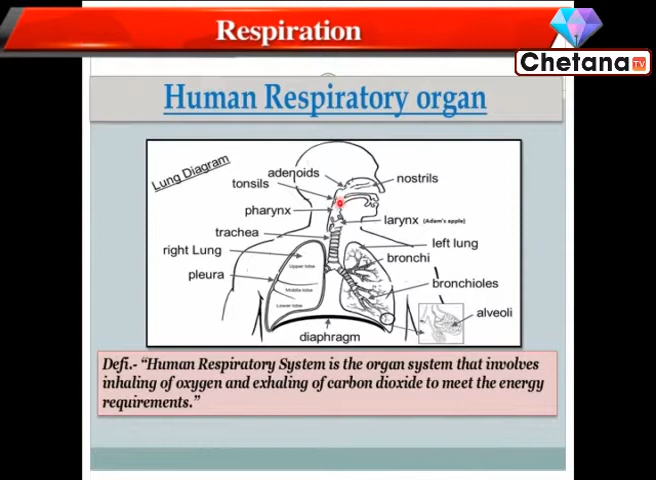 Respiration
Chetana TV
Human Respiratory organ
Lung Diagram
adenoids
tonsils
nostrils
pharynx
larynx (Adam's apple)
trachea
right Lung
left lung
bronchi
pleura
Upper lobe
Middle lobe
Lower lobe
bronchioles
alveoli
diaphragm
Defi.- “Human Respiratory System is the organ system that involves
inhaling of oxygen and exhaling of carbon dioxide to meet the energy
requirements.”